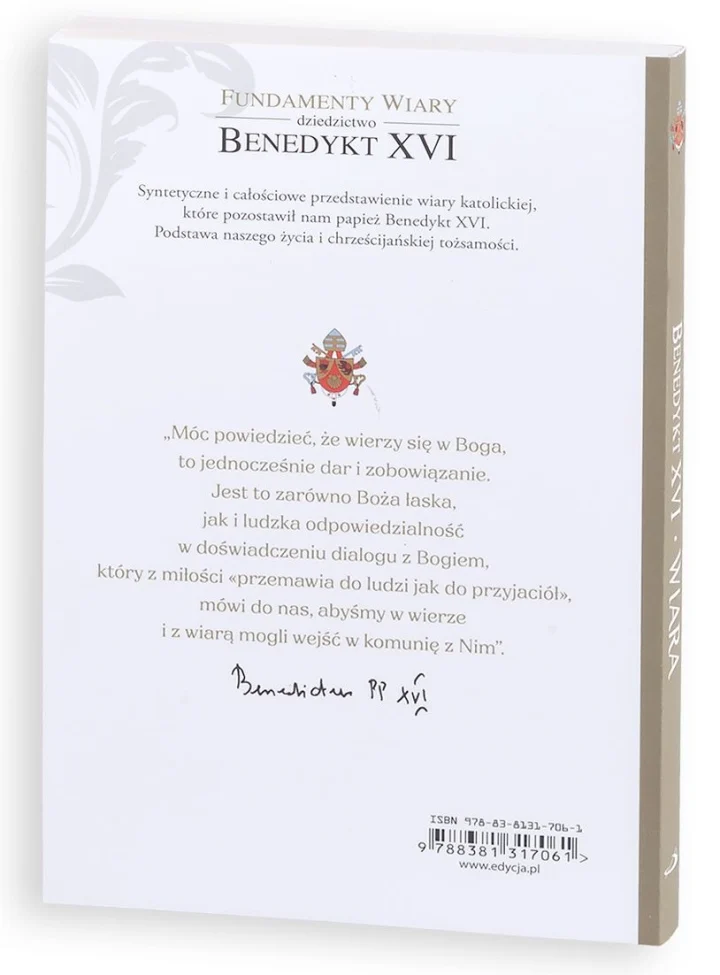 FUNDAMENTY WIARY
dziedzictwo
BENEDYKT XVI
Syntetyczne i całościowe przedstawienie wiary katolickiej,
które pozostawił nam papież Benedykt XVI.
Podstawa naszego życia i chrześcijańskiej tożsamości.
„Móc powiedzieć, że wierzy się w Boga,
to jednocześnie dar i zobowiązanie.
Jest to zarówno Boża łaska,
jak i ludzka odpowiedzialność
w doświadczeniu dialogu z Bogiem,
który z miłości «przemawia do ludzi jak do przyjaciół»,
mówi do nas, abyśmy w wierze
i z wiarą mogli wejść w komunię z Nim”.
Benedictus PP XVI
ISBN 978-83-8131-706-1
9 788381 317061 >
www.edycja.pl
BENEDYKT XVI · WIARA